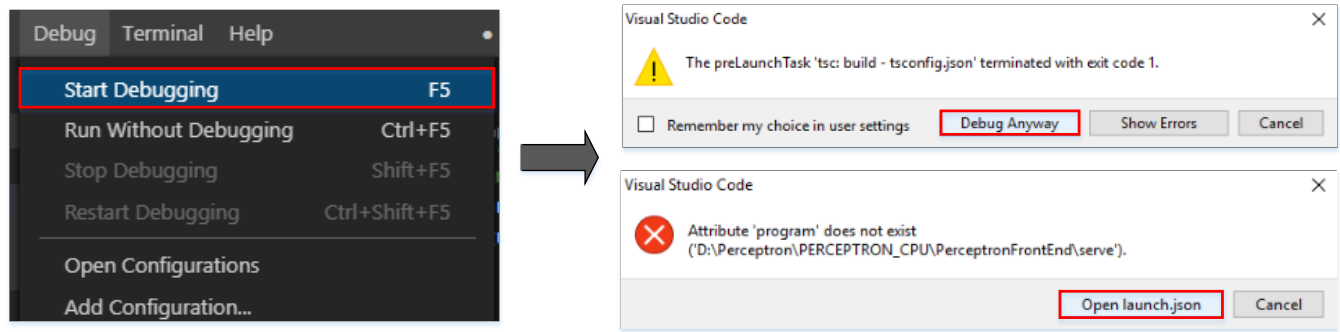 Debug Terminal Help
Start Debugging F5
Run Without Debugging Ctrl+F5
Stop Debugging Shift+F5
Restart Debugging Ctrl+Shift+F5
Open Configurations
Add Configuration...
Visual Studio Code
The preLaunchTask 'tsc: build - tsconfig.json' terminated with exit code 1.
Remember my choice in user settings Debug Anyway Show Errors Cancel
Visual Studio Code
Attribute 'program' does not exist
('D:\Perceptron\PERCEPTRON_CPU\PerceptronFrontEnd\serve').
Open launch.json Cancel